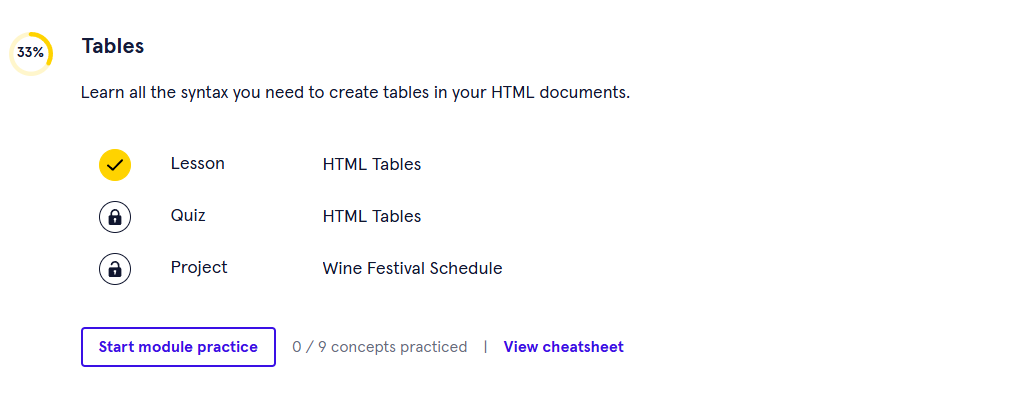 33%
Tables
Learn all the syntax you need to create tables in your HTML documents.
Lesson HTML Tables
Quiz HTML Tables
Project Wine Festival Schedule
Start module practice 0 / 9 concepts practiced | View cheatsheet